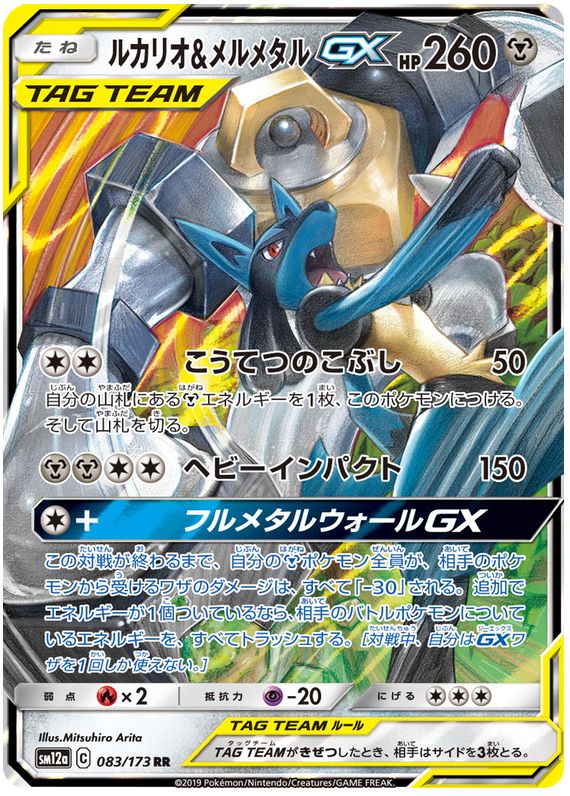 たね ルカリオ&メルメタルGX HP260
TAG TEAM
こうてつのこぶし 50
自分の山札にあるエネルギーを1枚、このポケモンにつける。
そして山札を切る。
ヘビーインパクト 150
+ フルメタルウォールGX
この対戦が終わるまで、自分のポケモン全員が、相手のポケ
モンから受けるワザのダメージは、すべて「-30」される。追加で
エネルギーが1個ついているなら、相手のバトルポケモンについて
いるエネルギーを、すべてトラッシュする。[対戦中、自分はGXワ
ザを1回しか使えない。]
弱点 ×2 抵抗力 -20 にげる
Illus.Mitsuhiro Arita
TAG TEAM ルール
TAG TEAMがきぜつしたとき、相手はサイドを3枚とる。
sm12a C 083/173 RR
©2019 Pokémon/Nintendo/Creatures/GAME FREAK.